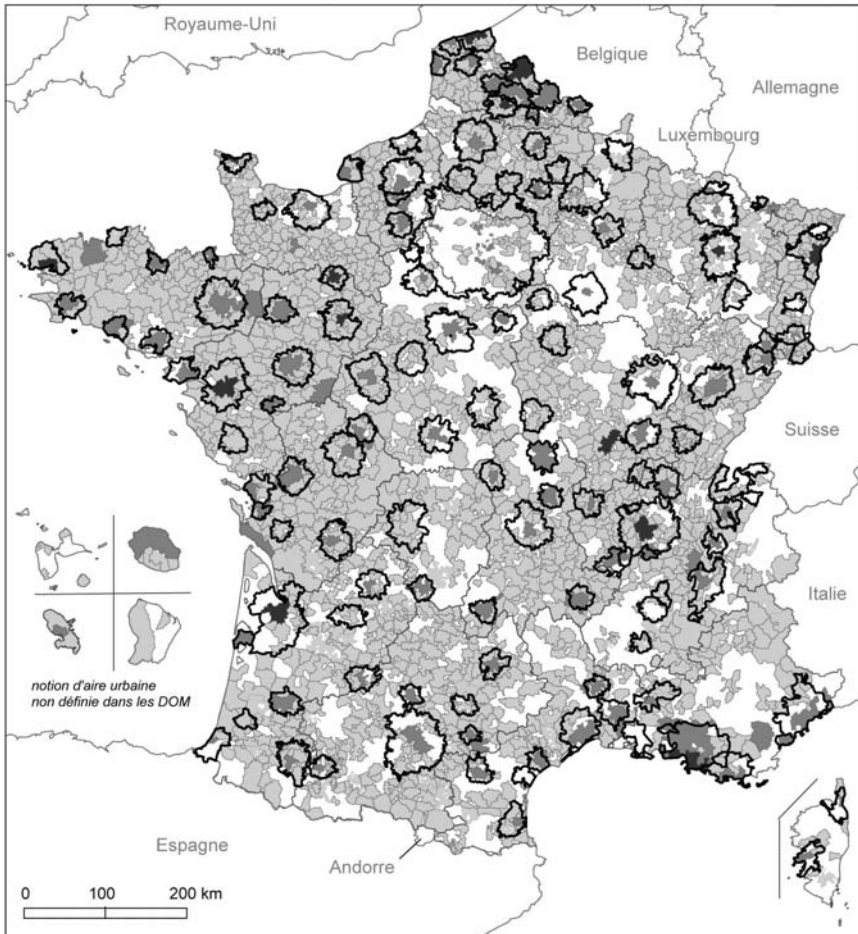 Royaume-Uni
Belgique
Allemagne
Luxembourg
Suisse
Italie
notion d'aire urbaine
non définie dans les DOM
Espagne
Andorre
0 100 200 km